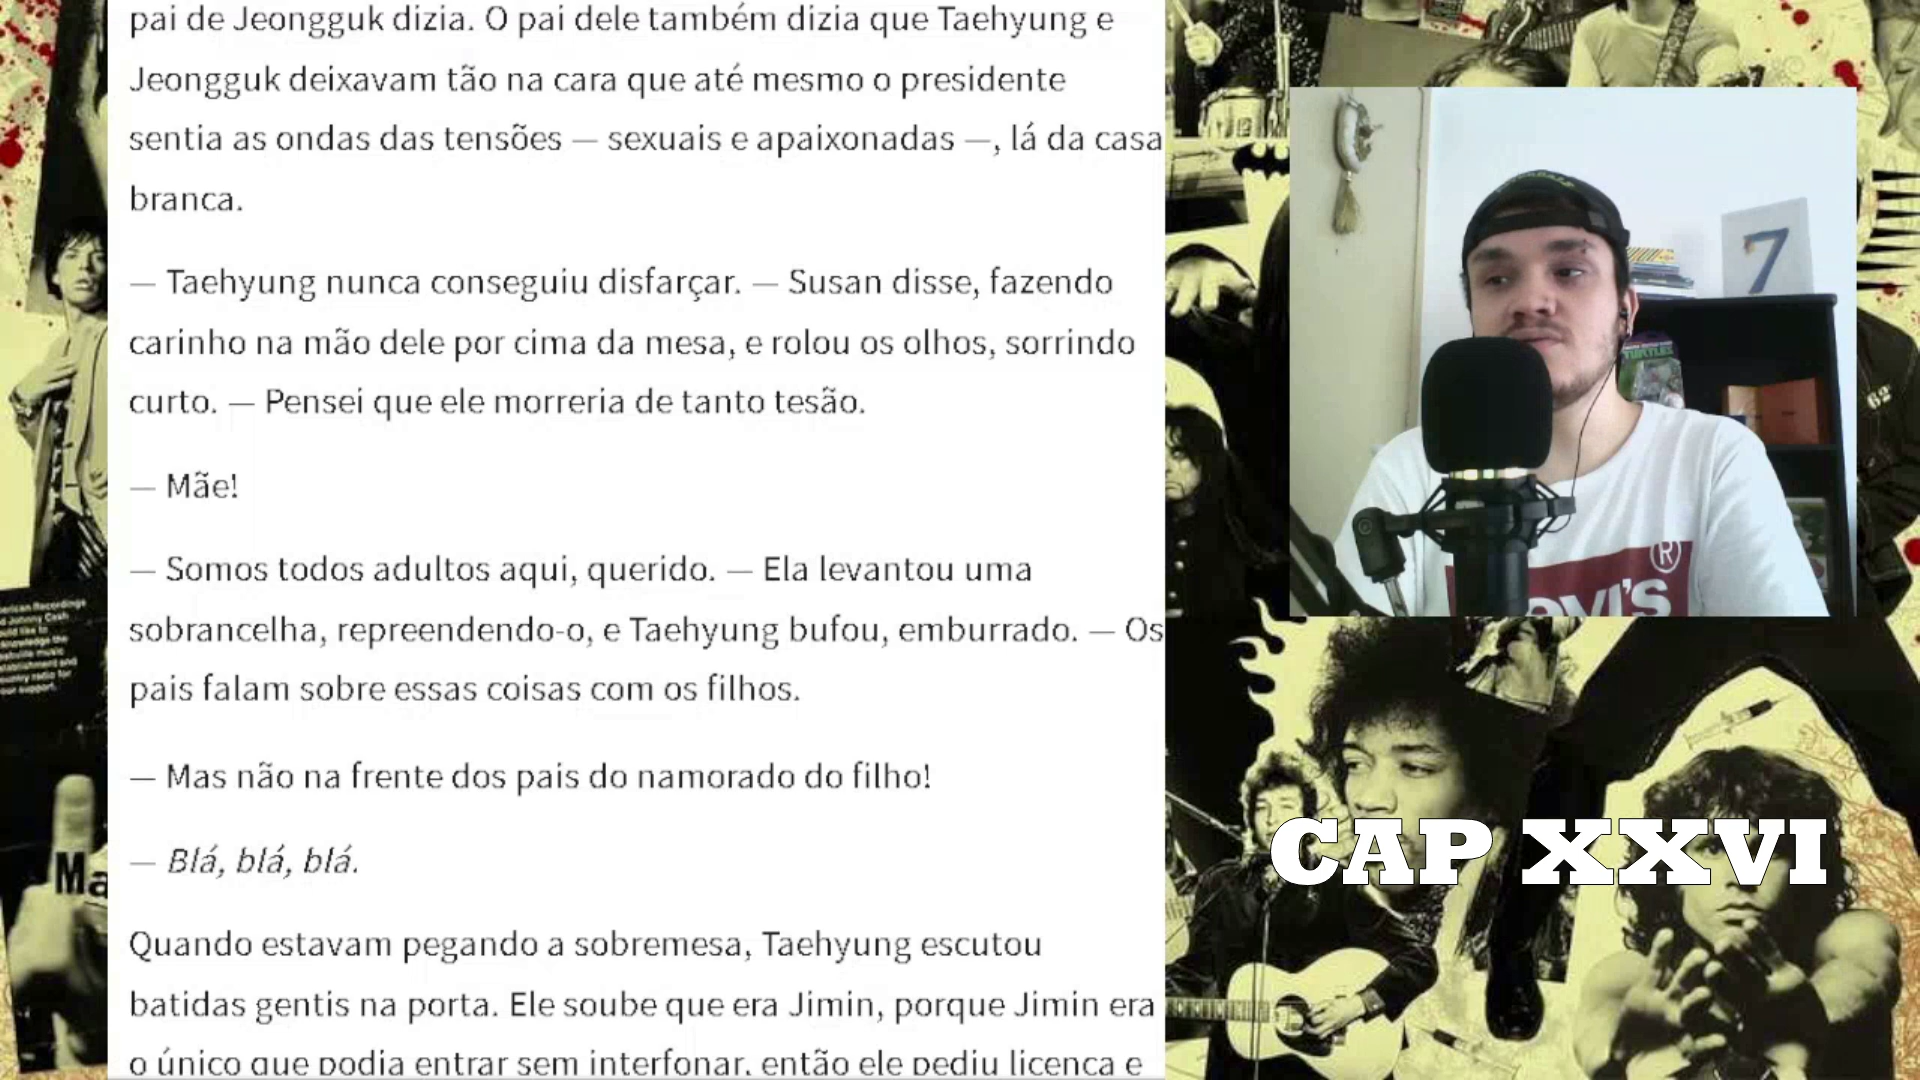 pai de Jeongguk dizia. O pai dele também dizia que Taehyung e
Jeongguk deixavam tão na cara que até mesmo o presidente
sentia as ondas das tensões — sexuais e apaixonadas —, lá da casa
branca.
— Taehyung nunca conseguiu disfarçar. — Susan disse, fazendo
carinho na mão dele por cima da mesa, e rolou os olhos, sorrindo
curto. — Pensei que ele morreria de tanto tesão.
— Mãe!
— Somos todos adultos aqui, querido. — Ela levantou uma
sobrancelha, repreendendo-o, e Taehyung bufou, emburrado. — Os
pais falam sobre essas coisas com os filhos.
— Mas não na frente dos pais do namorado do filho!
— Blá, blá, blá.
Quando estavam pegando a sobremesa, Taehyung escutou
batidas gentis na porta. Ele soube que era Jimin, porque Jimin era
o único que podia entrar sem interfonar, então ele pediu licença e
7
TURTLES
®
CAP XXVI
Ma